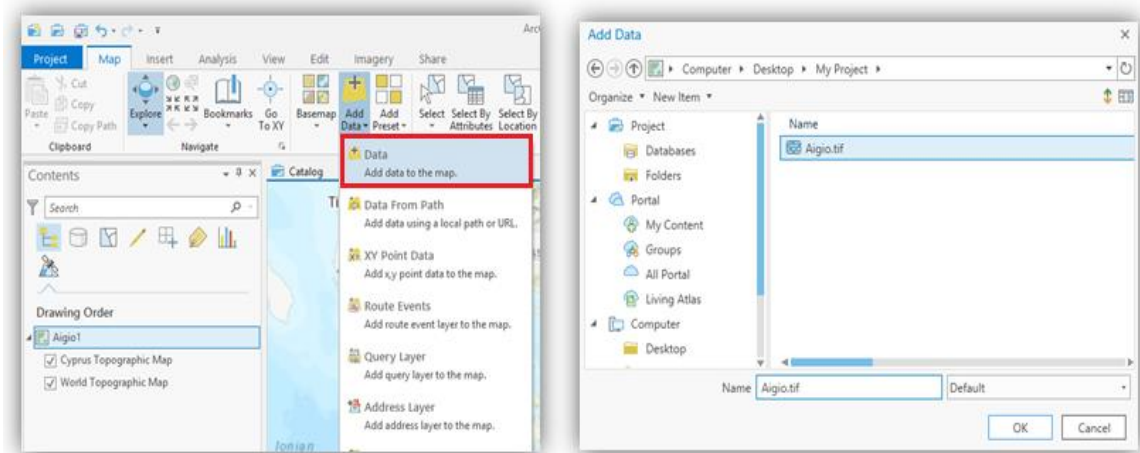 Arc
Project Map Insert Analysis View Edit Imagery Share
Cut
Copy
Copy Path
Paste
Explore
Bookmarks
Go To XY
Basemap
Add Data
Add Preset
Select
Select By Attributes
Select By Location
Clipboard
Navigate
Contents
Search
Drawing Order
Aigio1
Cyprus Topographic Map
World Topographic Map
Catalog
Ti
Ionian
Data
Add data to the map.
Data From Path
Add data using a local path or URL.
XY Point Data
Add x,y point data to the map.
Route Events
Add route event layer to the map.
Query Layer
Add query layer to the map.
Address Layer
Add address layer to the map.
Add Data
Computer Desktop My Project
Organize New Item
Project
Databases
Folders
Portal
My Content
Groups
All Portal
Living Atlas
Computer
Desktop
Name
Aigio.tif
Name Aigio.tif Default
OK Cancel